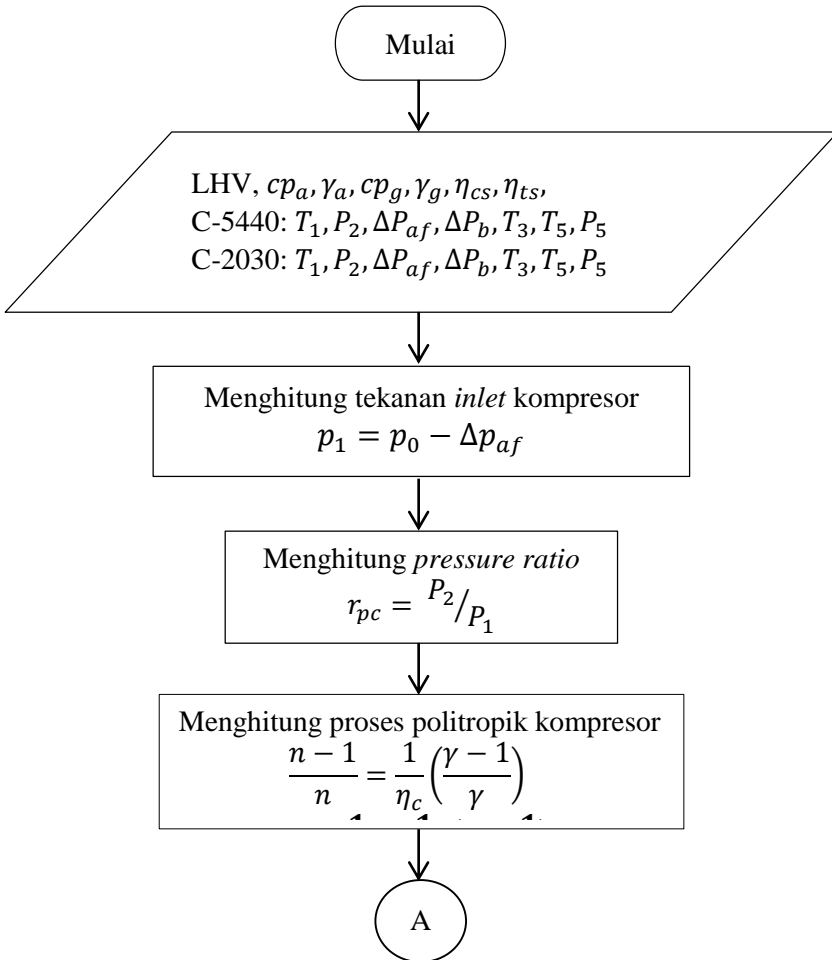 Mulai
LHV, cp_a, γ_a, cp_g, γ_g, η_cs, η_ts,
C-5440: T_1, P_2, ΔP_af, ΔP_b, T_3, T_5, P_5
C-2030: T_1, P_2, ΔP_af, ΔP_b, T_3, T_5, P_5
Menghitung tekanan inlet kompresor
p_1 = p_0 − Δp_af
Menghitung pressure ratio
r_pc = P_2/P_1
Menghitung proses politropik kompresor
(n − 1)/n = 1/η_c ((γ − 1)/γ)
A